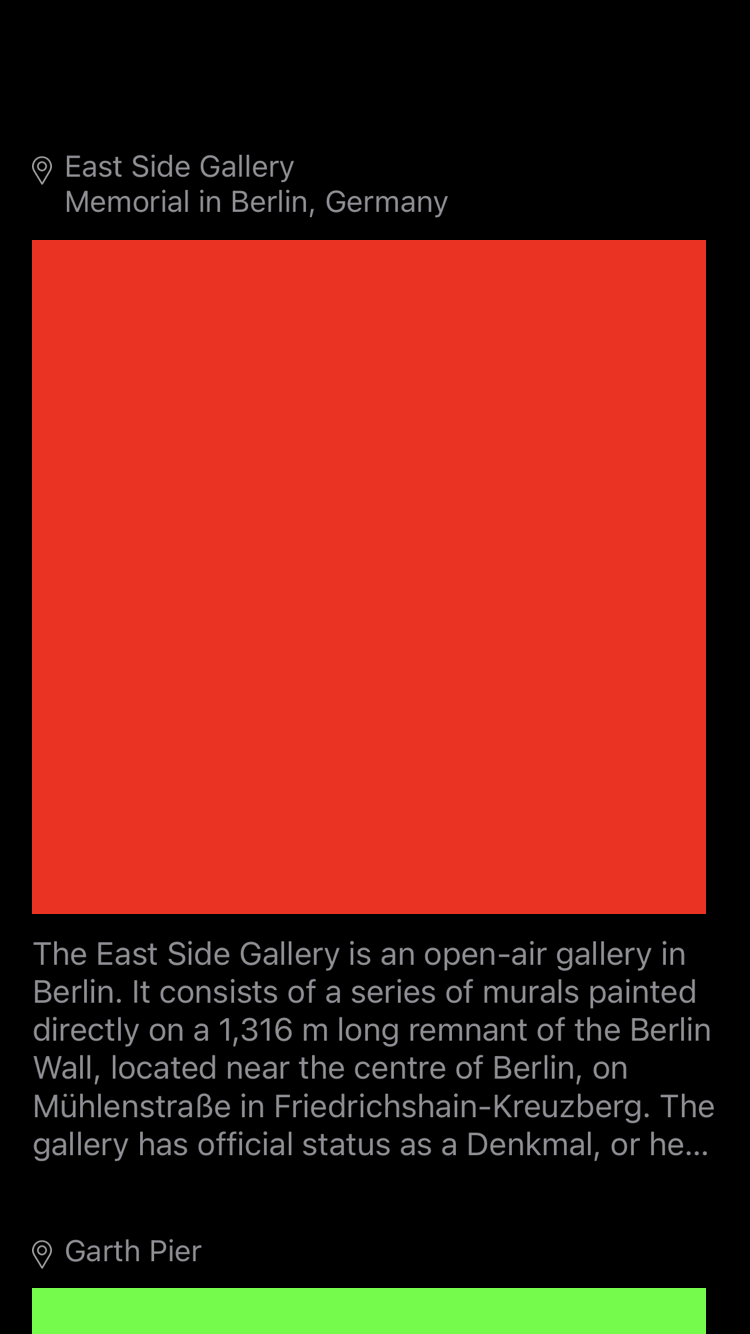 East Side Gallery
Memorial in Berlin, Germany
The East Side Gallery is an open-air gallery in
Berlin. It consists of a series of murals painted
directly on a 1,316 m long remnant of the Berlin
Wall, located near the centre of Berlin, on
Mühlenstraße in Friedrichshain-Kreuzberg. The
gallery has official status as a Denkmal, or he...
Garth Pier